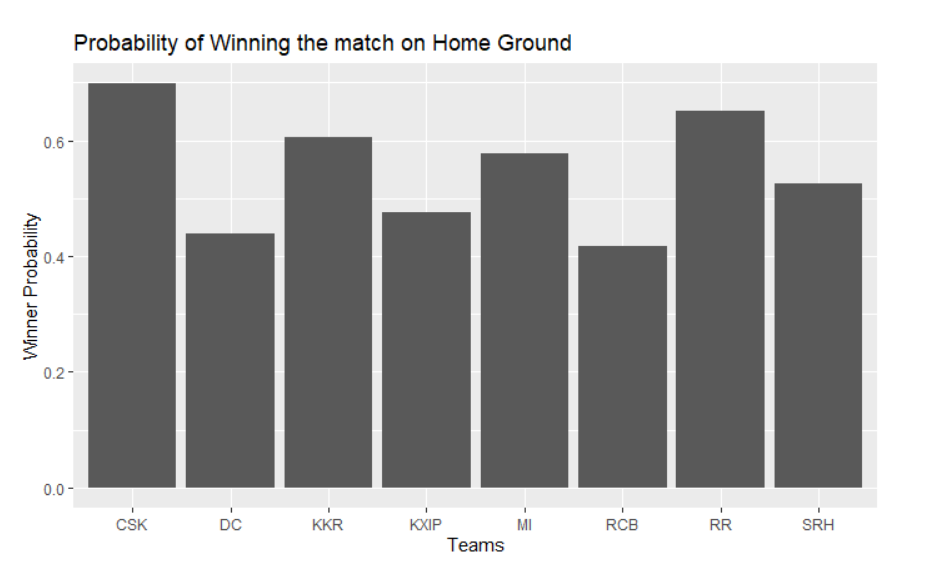 Probability of Winning the match on Home Ground
Winner Probability
0.6
0.4
0.2
0.0
CSK DC KKR KXIP MI RCB RR SRH
Teams